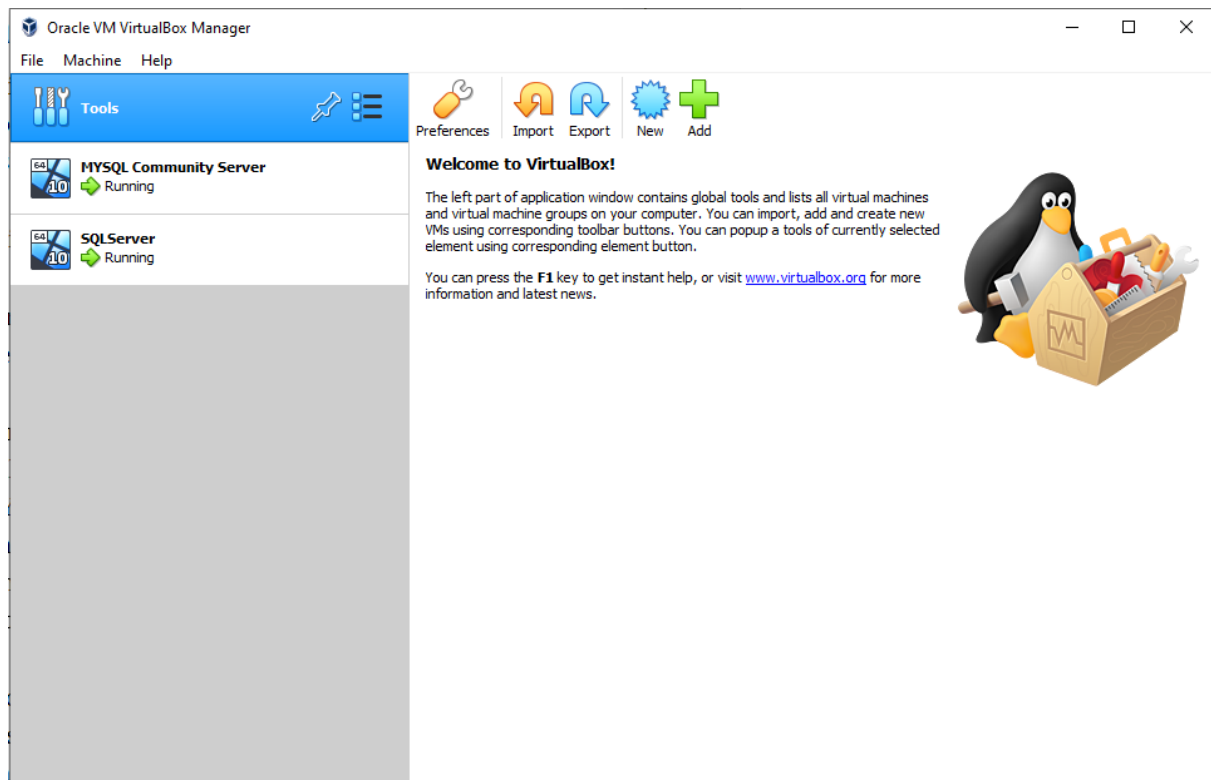 Oracle VM VirtualBox Manager
File Machine Help
Tools
64
10
MYSQL Community Server
Running
64
10
SQLServer
Running
Preferences Import Export New Add
Welcome to VirtualBox!
The left part of application window contains global tools and lists all virtual machines
and virtual machine groups on your computer. You can import, add and create new
VMs using corresponding toolbar buttons. You can popup a tools of currently selected
element using corresponding element button.
You can press the F1 key to get instant help, or visit www.virtualbox.org for more
information and latest news.